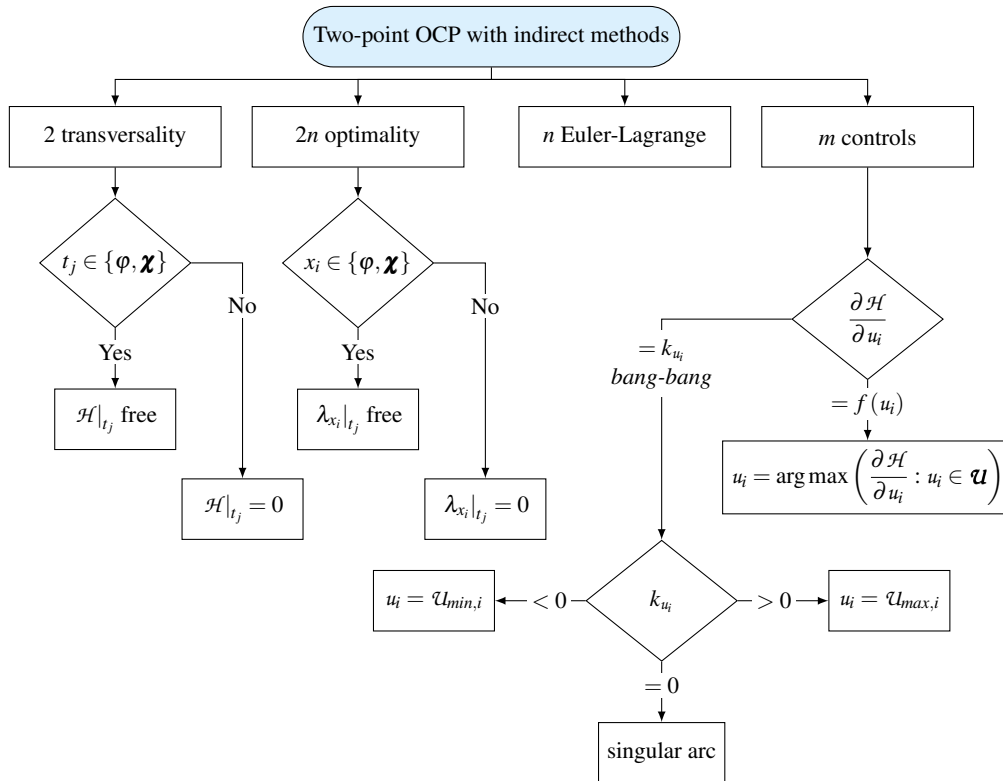 Two-point OCP with indirect methods
2 transversality
2n optimality
n Euler-Lagrange
m controls
t_j ∈ {φ, χ}
x_i ∈ {φ, χ}
∂ℋ
∂u_i
No
No
Yes
Yes
= k_{u_i}
bang-bang
= f(u_i)
ℋ|_{t_j} free
λ_{x_i}|_{t_j} free
u_i = arg max (∂ℋ/∂u_i : u_i ∈ 𝓤)
ℋ|_{t_j} = 0
λ_{x_i}|_{t_j} = 0
u_i = 𝒰_{min,i}
< 0
k_{u_i}
> 0
u_i = 𝒰_{max,i}
= 0
singular arc